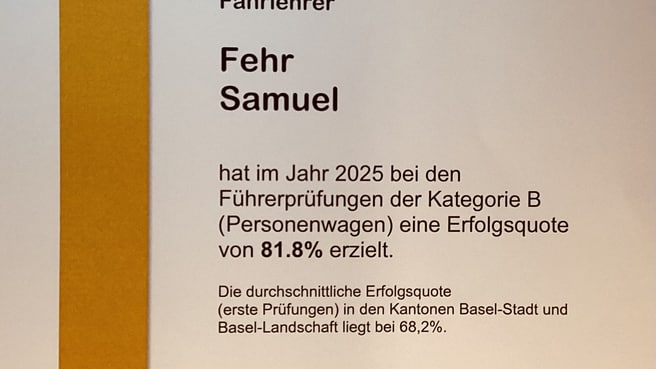 Fahrlehrer
Fehr
Samuel
hat im Jahr 2025 bei den
Führerprüfungen der Kategorie B
(Personenwagen) eine Erfolgsquote
von 81.8% erzielt.
Die durchschnittliche Erfolgsquote
(erste Prüfungen) in den Kantonen Basel-Stadt und
Basel-Landschaft liegt bei 68,2%.